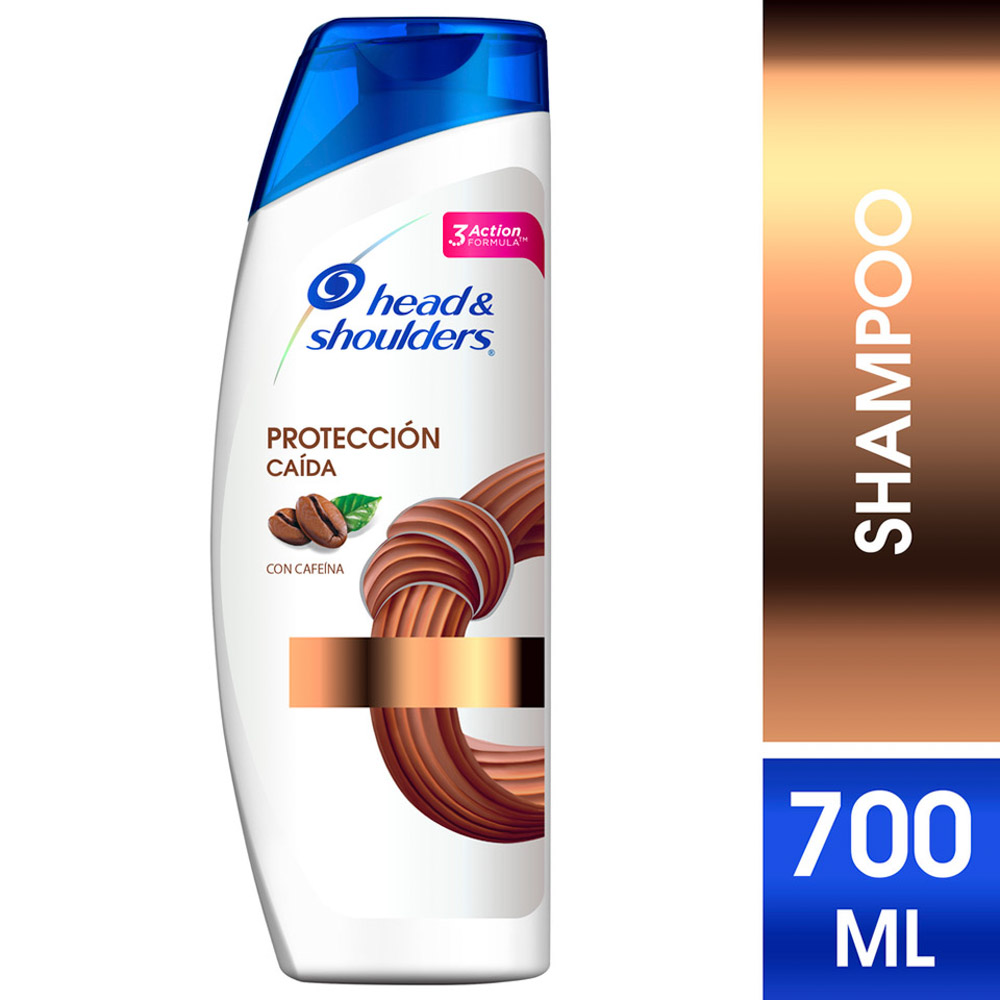 3 Action
FORMULA™
head &
shoulders®
PROTECCIÓN
CAÍDA
CON CAFEÍNA
SHAMPOO
700
ML